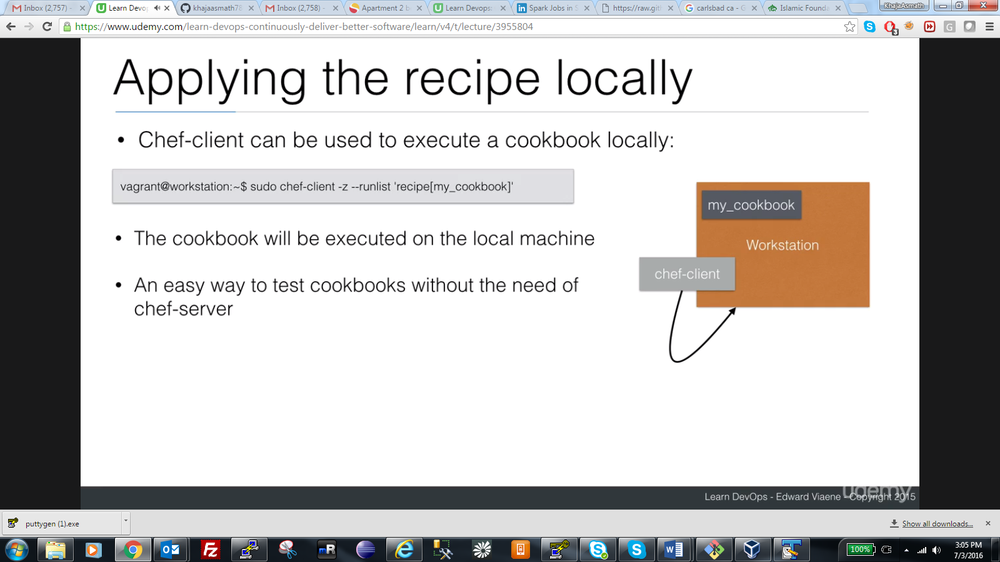 Inbox (2,757) -
Learn Devo
khajaasmath78
Inbox (2,758) -
Apartment 2 b
Learn Devops:
Spark Jobs in S
https://raw.git
carlsbad ca - G
Islamic Founda
KhajaAsmath
https://www.udemy.com/learn-devops-continuously-deliver-better-software/learn/v4/t/lecture/3955804
3
G
Applying the recipe locally
• Chef-client can be used to execute a cookbook locally:
vagrant@workstation:~$ sudo chef-client -z --runlist 'recipe[my_cookbook]'
my_cookbook
• The cookbook will be executed on the local machine
Workstation
chef-client
• An easy way to test cookbooks without the need of
chef-server
udemy
Learn DevOps - Edward Viaene - Copyright 2015
puttygen (1).exe
Show all downloads...
100%
3:05 PM
7/3/2016